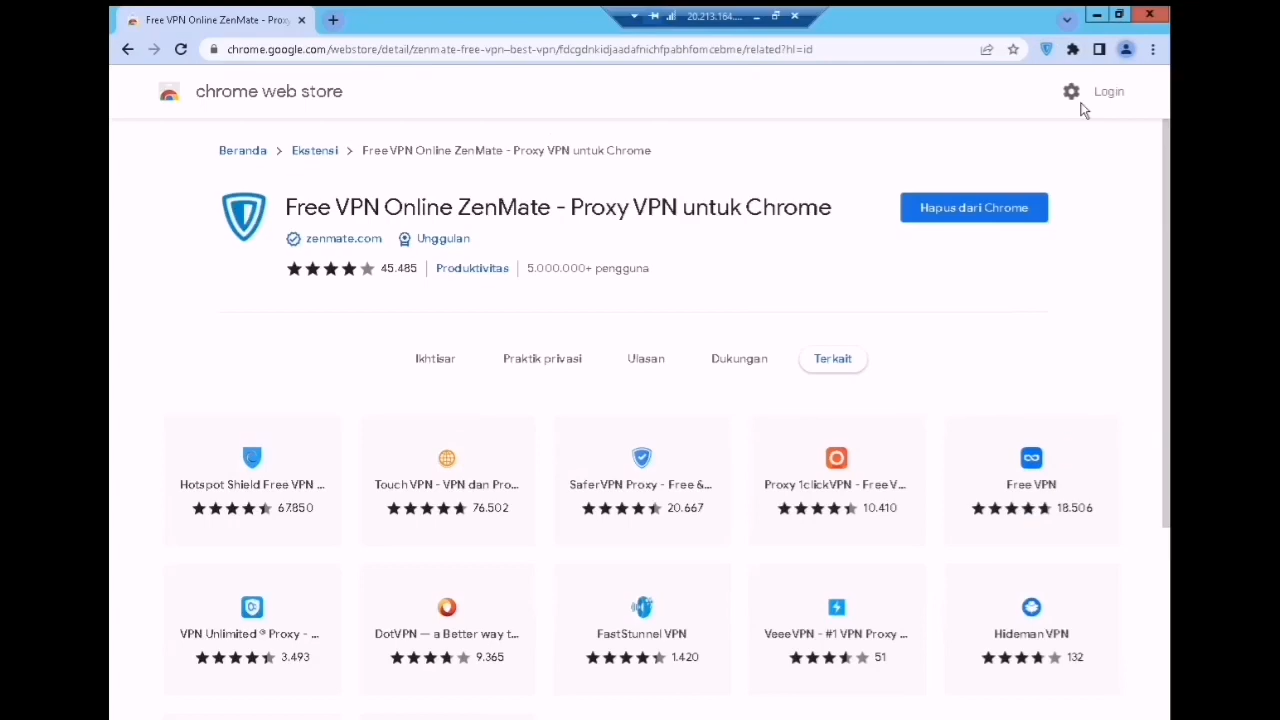 Free VPN Online ZenMate - Proxy
20.213.164....
chrome.google.com/webstore/detail/zenmate-free-vpn–best-vpn/fdcgdnkidjaadafnichfpabhfomcebme/related?hl=id
chrome web store
Login
Beranda > Ekstensi > Free VPN Online ZenMate - Proxy VPN untuk Chrome
Free VPN Online ZenMate - Proxy VPN untuk Chrome
Hapus dari Chrome
zenmate.com Unggulan
45.485 Produktivitas 5.000.000+ pengguna
Ikhtisar Praktik privasi Ulasan Dukungan Terkait
Hotspot Shield Free VPN ... Touch VPN - VPN dan Pro... SaferVPN Proxy - Free &... Proxy 1clickVPN - Free V... Free VPN
67.850 76.502 20.667 10.410 18.506
VPN Unlimited ® Proxy - ... DotVPN — a Better way t... FastStunnel VPN VeeeVPN - #1 VPN Proxy ... Hideman VPN
3.493 9.365 1.420 51 132